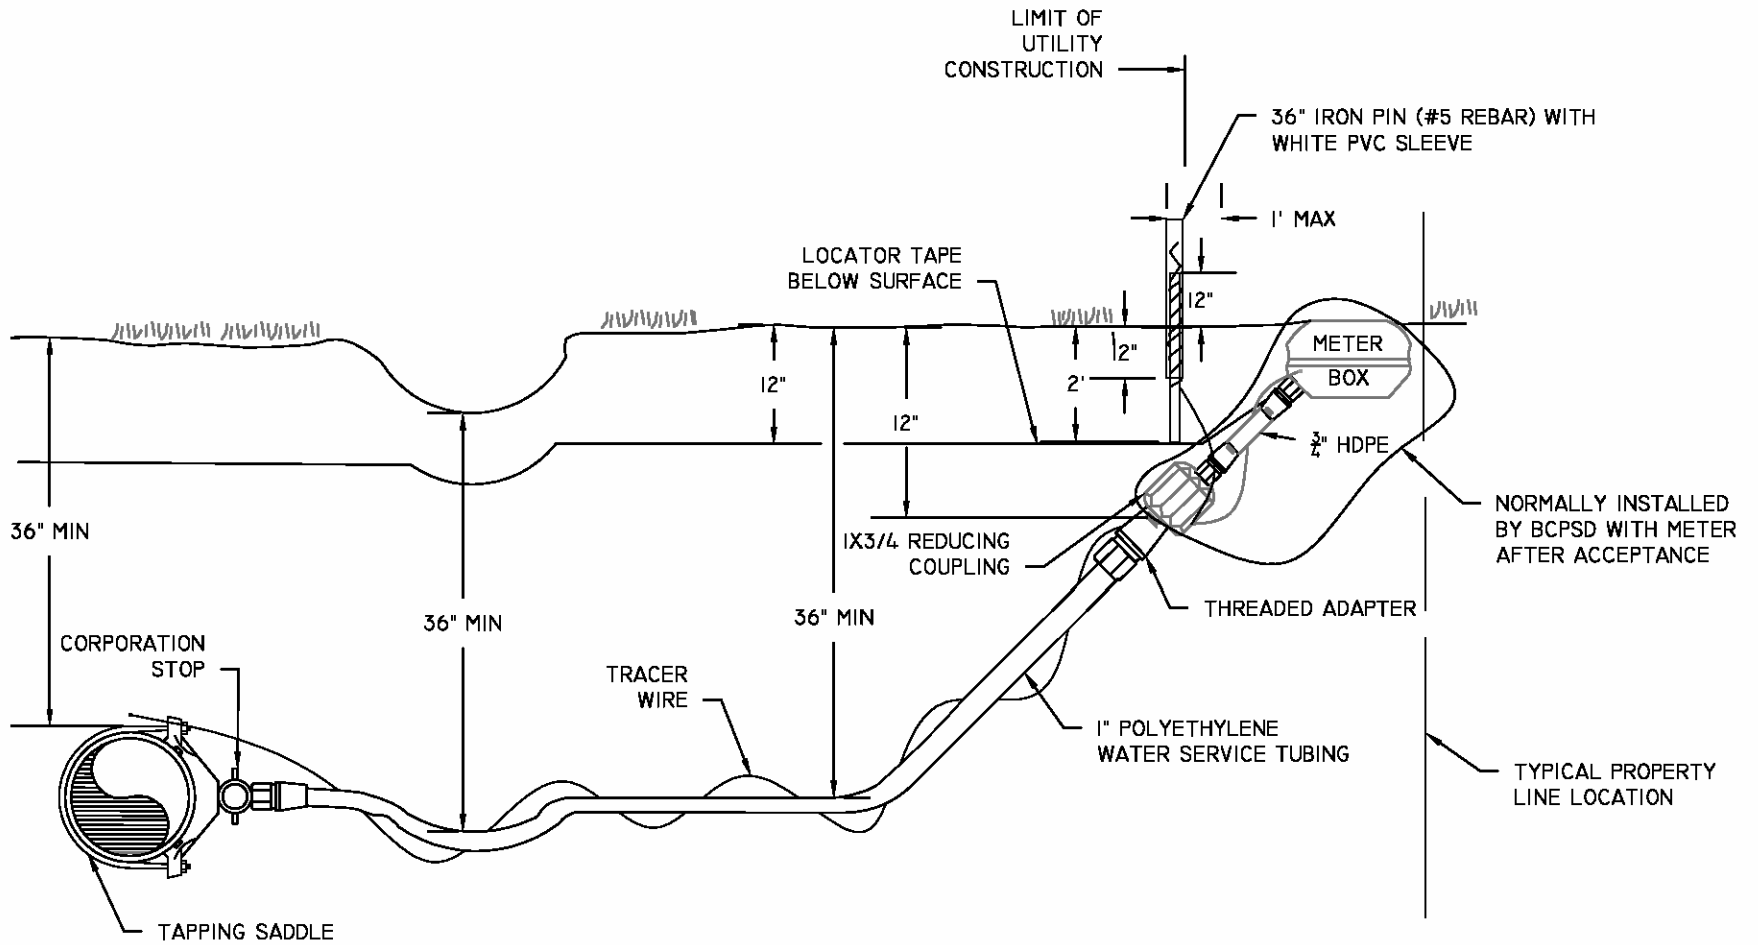 LIMIT OF
UTILITY
CONSTRUCTION
36" IRON PIN (#5 REBAR) WITH
WHITE PVC SLEEVE
1' MAX
LOCATOR TAPE
BELOW SURFACE
12"
12"
METER
BOX
12"
2'
12"
3/4" HDPE
36" MIN
NORMALLY INSTALLED
BY BCPSD WITH METER
AFTER ACCEPTANCE
1X3/4 REDUCING
COUPLING
THREADED ADAPTER
36" MIN
36" MIN
CORPORATION
STOP
TRACER
WIRE
1" POLYETHYLENE
WATER SERVICE TUBING
TYPICAL PROPERTY
LINE LOCATION
TAPPING SADDLE